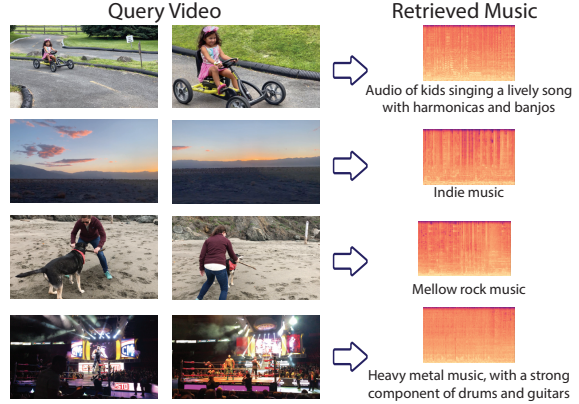 Query Video
Retrieved Music
Audio of kids singing a lively song
with harmonicas and banjos
Indie music
Mellow rock music
Heavy metal music, with a strong
component of drums and guitars